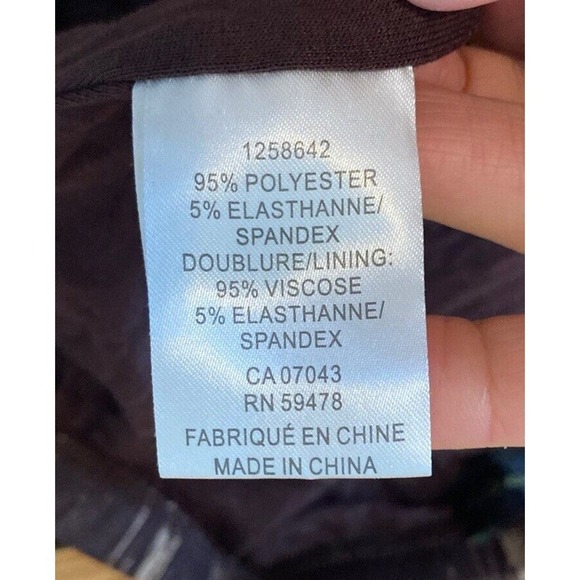 1258642
95% POLYESTER
5% ELASTHANNE/
SPANDEX
DOUBLURE/LINING:
95% VISCOSE
5% ELASTHANNE/
SPANDEX
CA 07043
RN 59478
FABRIQUÉ EN CHINE
MADE IN CHINA